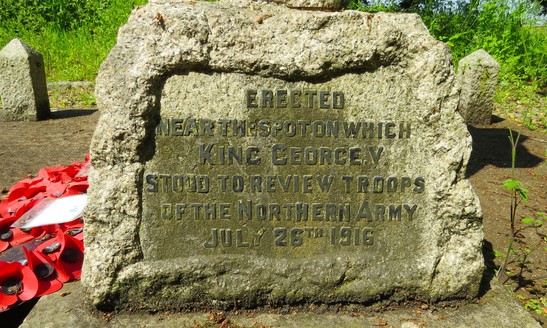 ERECTED
NEAR THE SPOT ON WHICH
KING GEORGE. V
STOOD TO REVIEW TROOPS
OF THE NORTHERN ARMY
JULY 26TH 1916